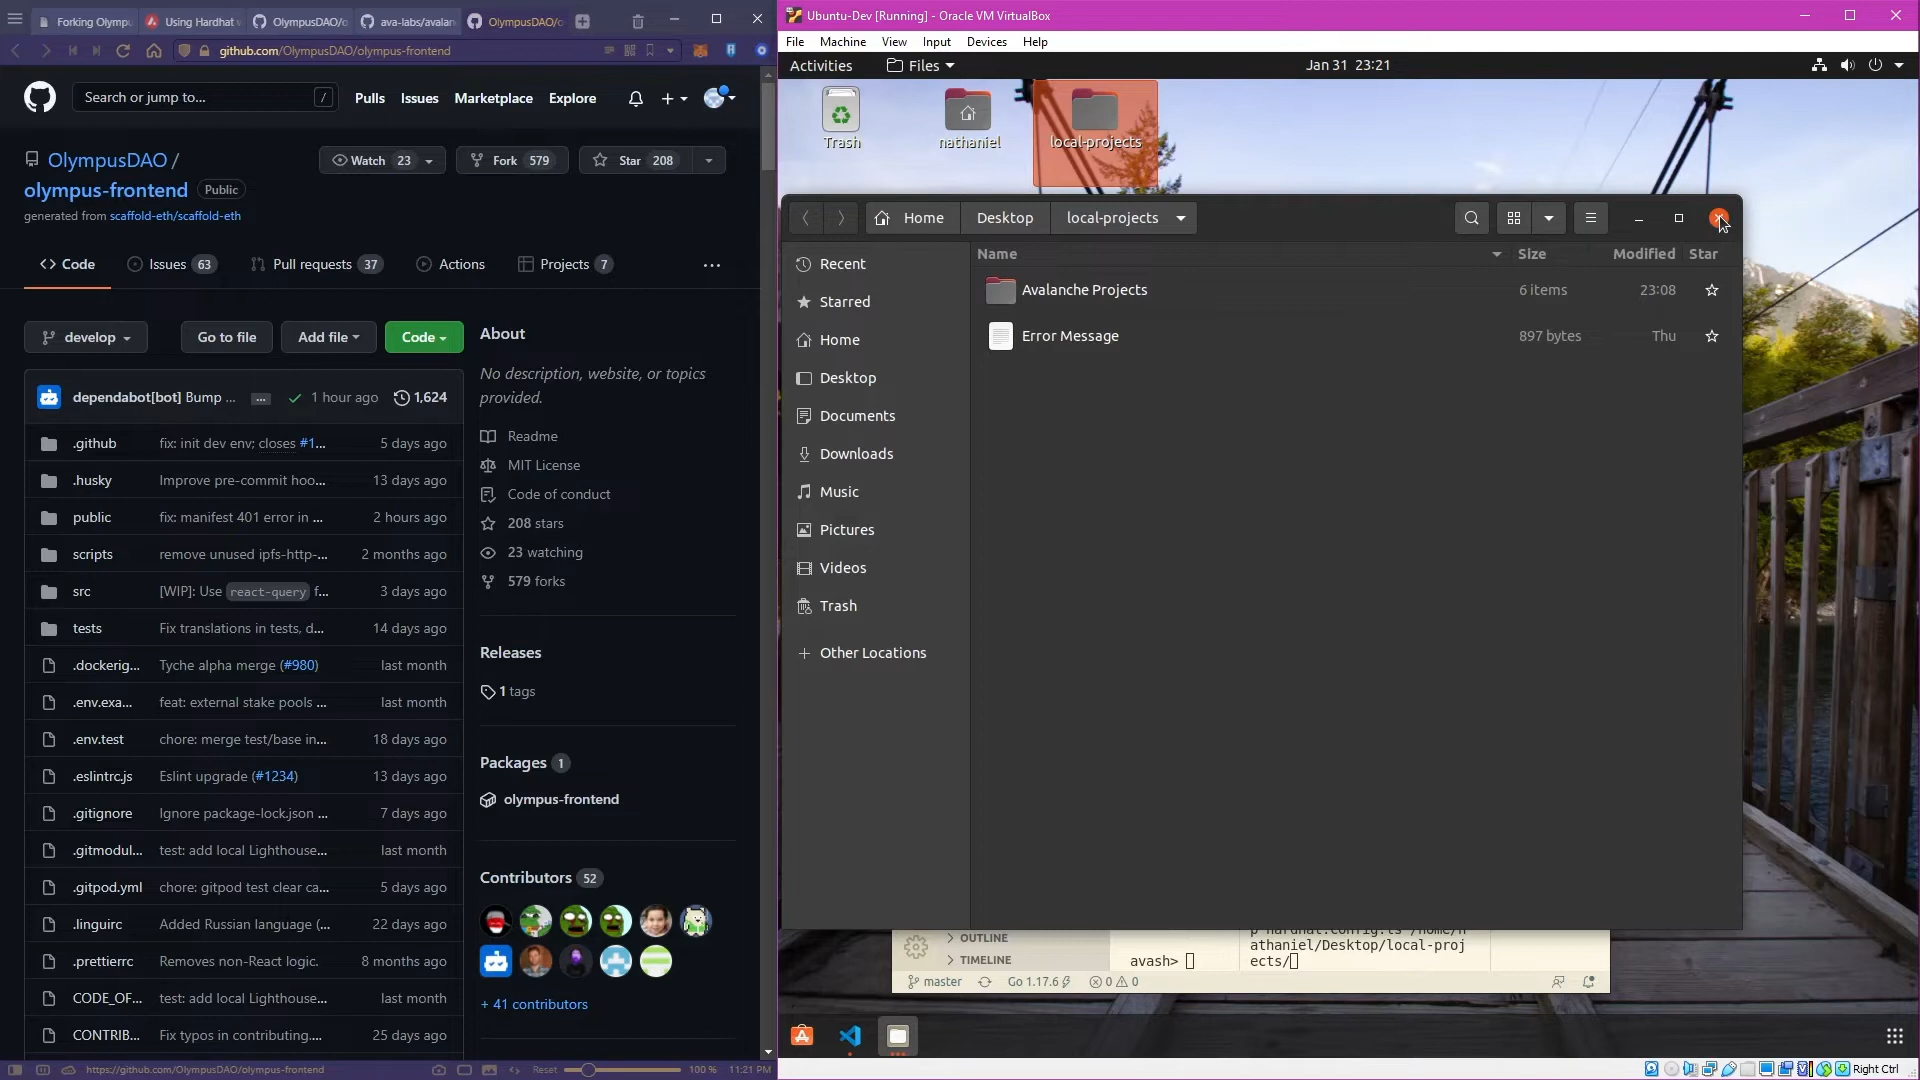 Forking Olymp
Using Hardhat
OlympusDAO/o
ava-labs/avalan
OlympusDAO/o
github.com/OlympusDAO/olympus-frontend
Search or jump to...
/
Pulls
Issues
Marketplace
Explore
OlympusDAO /
olympus-frontend
Public
generated from scaffold-eth/scaffold-eth
Watch 23
Fork 579
Star 208
Code
Issues 63
Pull requests 37
Actions
Projects 7
develop
Go to file
Add file
Code
dependabot[bot] Bump ...
...
1 hour ago
1,624
.github fix: init dev env; closes #1... 5 days ago
.husky Improve pre-commit hoo... 13 days ago
public fix: manifest 401 error in ... 2 hours ago
scripts remove unused ipfs-http-... 2 months ago
src [WIP]: Use react-query f... 3 days ago
tests Fix translations in tests, d... 14 days ago
.dockerig... Tyche alpha merge (#980) last month
.env.exa... feat: external stake pools ... last month
.env.test chore: merge test/base in... 18 days ago
.eslintrc.js Eslint upgrade (#1234) 13 days ago
.gitignore Ignore package-lock.json ... 7 days ago
.gitmodul... test: add local Lighthouse... last month
.gitpod.yml chore: gitpod test clear ca... 5 days ago
.linguirc Added Russian language (... 22 days ago
.prettierrc Removes non-React logic. 8 months ago
CODE_OF... test: add local Lighthouse... last month
CONTRIB... Fix typos in contributing.... 25 days ago
About
No description, website, or topics
provided.
Readme
MIT License
Code of conduct
208 stars
23 watching
579 forks
Releases
1 tags
Packages 1
olympus-frontend
Contributors 52
+ 41 contributors
https://github.com/OlympusDAO/olympus-frontend
Reset
100 %
11:21 PM
Ubuntu-Dev [Running] - Oracle VM VirtualBox
File
Machine
View
Input
Devices
Help
Activities
Files
Jan 31 23:21
Trash
nathaniel
local-projects
Home
Desktop
local-projects
Recent
Starred
Home
Desktop
Documents
Downloads
Music
Pictures
Videos
Trash
Other Locations
Name
Size
Modified
Star
Avalanche Projects 6 items 23:08
Error Message 897 bytes Thu
OUTLINE
TIMELINE
avash>
p hardhat.config.ts /home/n
athaniel/Desktop/local-proj
ects/
master
Go 1.17.6
0
0
Right Ctrl